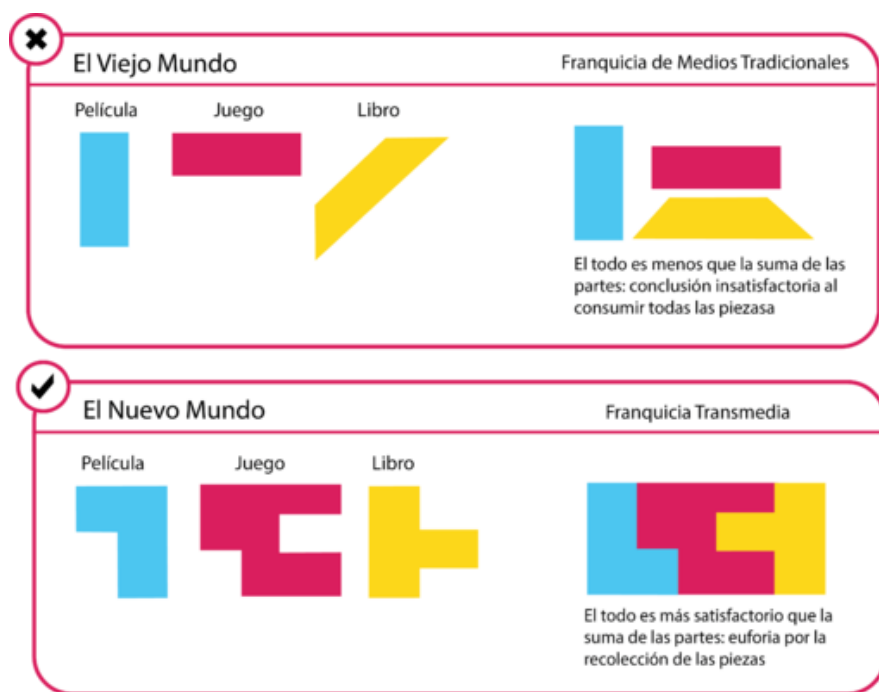 El Viejo Mundo
Franquicia de Medios Tradicionales
Película
Juego
Libro
El todo es menos que la suma de las
partes: conclusión insatisfactoria al
consumir todas las piezasa
El Nuevo Mundo
Franquicia Transmedia
Película
Juego
Libro
El todo es más satisfactorio que la
suma de las partes: euforia por la
recolección de las piezas